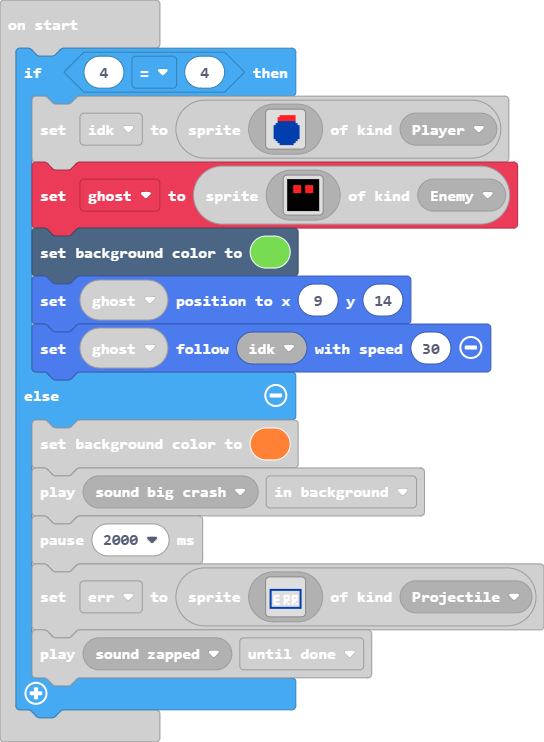 on start
if 4 = 4 then
set idk to sprite of kind Player
set ghost to sprite of kind Enemy
set background color to
set ghost position to x 9 y 14
set ghost follow idk with speed 30
else
set background color to
play sound big crash in background
pause 2000 ms
set err to sprite ERR of kind Projectile
play sound zapped until done